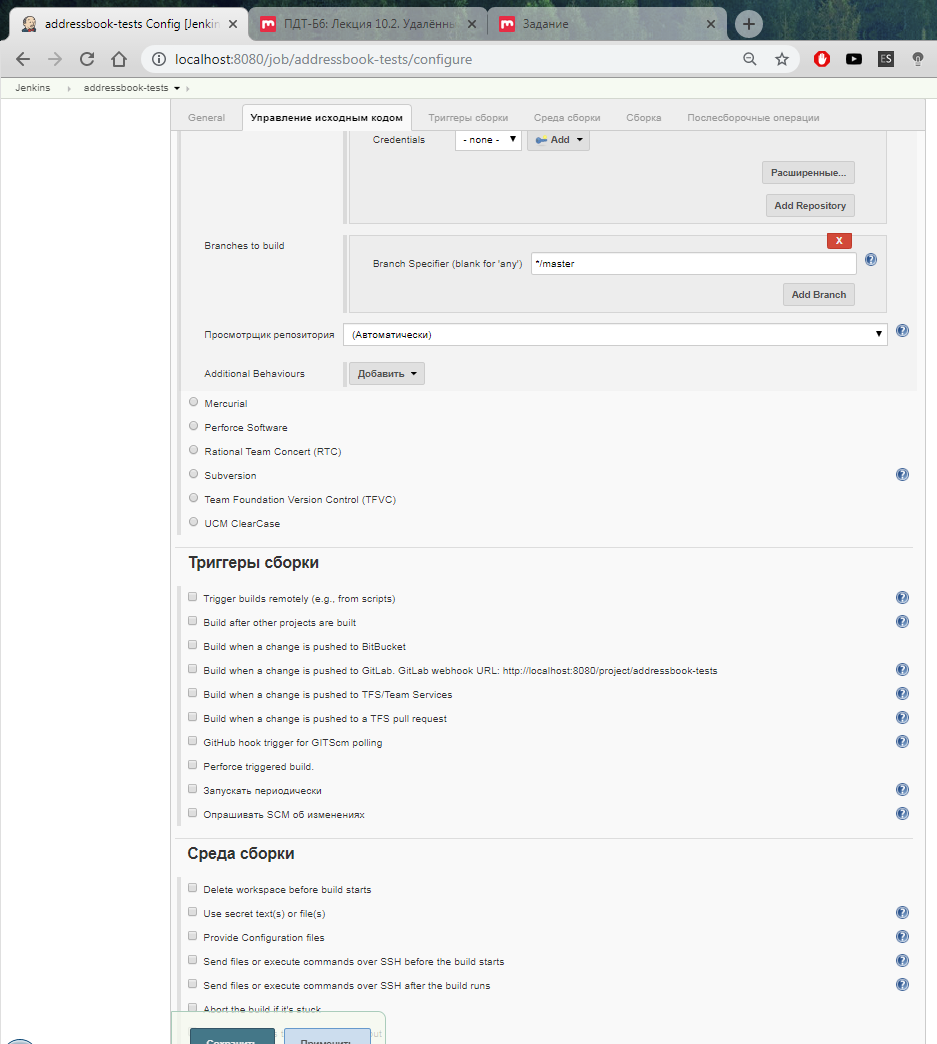 addressbook-tests Config [Jenkin
ПДТ-Б6: Лекция 10.2. Удалённы
Задание
localhost:8080/job/addressbook-tests/configure
ES
Jenkins addressbook-tests
General Управление исходным кодом Триггеры сборки Среда сборки Сборка Послесборочные операции
Credentials - none - Add
Расширенные...
Add Repository
X
Branches to build
Branch Specifier (blank for 'any') */master
Add Branch
Просмотрщик репозитория (Автоматически)
Additional Behaviours Добавить
Mercurial
Perforce Software
Rational Team Concert (RTC)
Subversion
Team Foundation Version Control (TFVC)
UCM ClearCase
Триггеры сборки
Trigger builds remotely (e.g., from scripts)
Build after other projects are built
Build when a change is pushed to BitBucket
Build when a change is pushed to GitLab. GitLab webhook URL: http://localhost:8080/project/addressbook-tests
Build when a change is pushed to TFS/Team Services
Build when a change is pushed to a TFS pull request
GitHub hook trigger for GITScm polling
Perforce triggered build.
Запускать периодически
Опрашивать SCM об изменениях
Среда сборки
Delete workspace before build starts
Use secret text(s) or file(s)
Provide Configuration files
Send files or execute commands over SSH before the build starts
Send files or execute commands over SSH after the build runs
Abort the build if it's stuck
Сохранить Применить